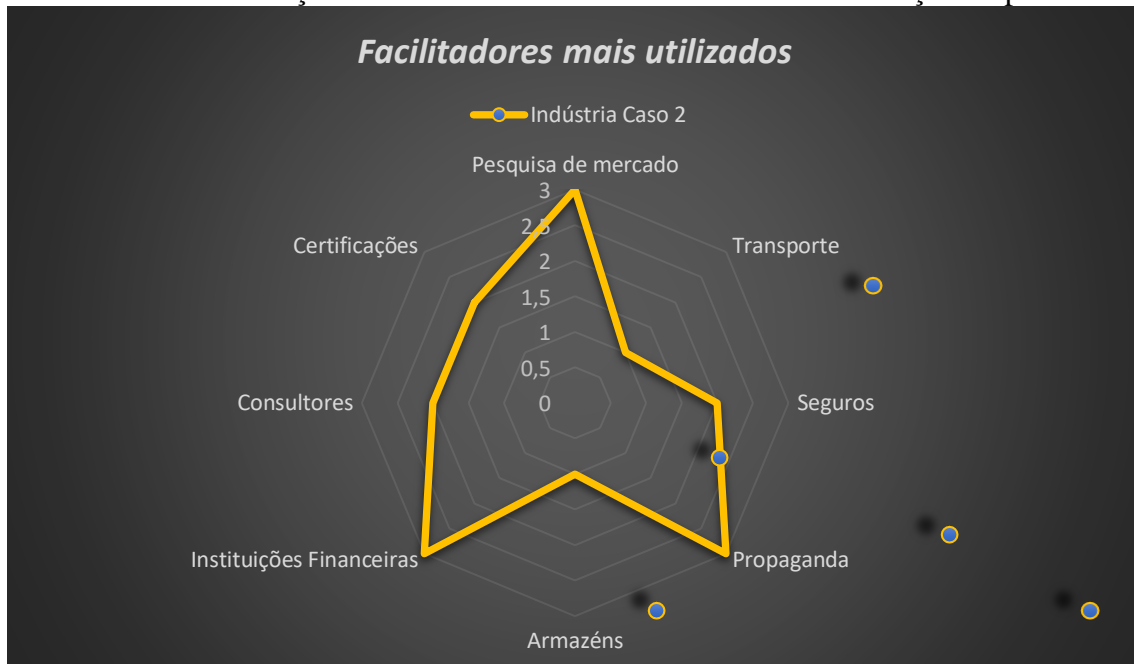 Facilitadores mais utilizados
Indústria Caso 2
Pesquisa de mercado
Transporte
Seguros
Propaganda
Armazéns
Instituições Financeiras
Consultores
Certificações
3
2,5
2
1,5
1
0,5
0